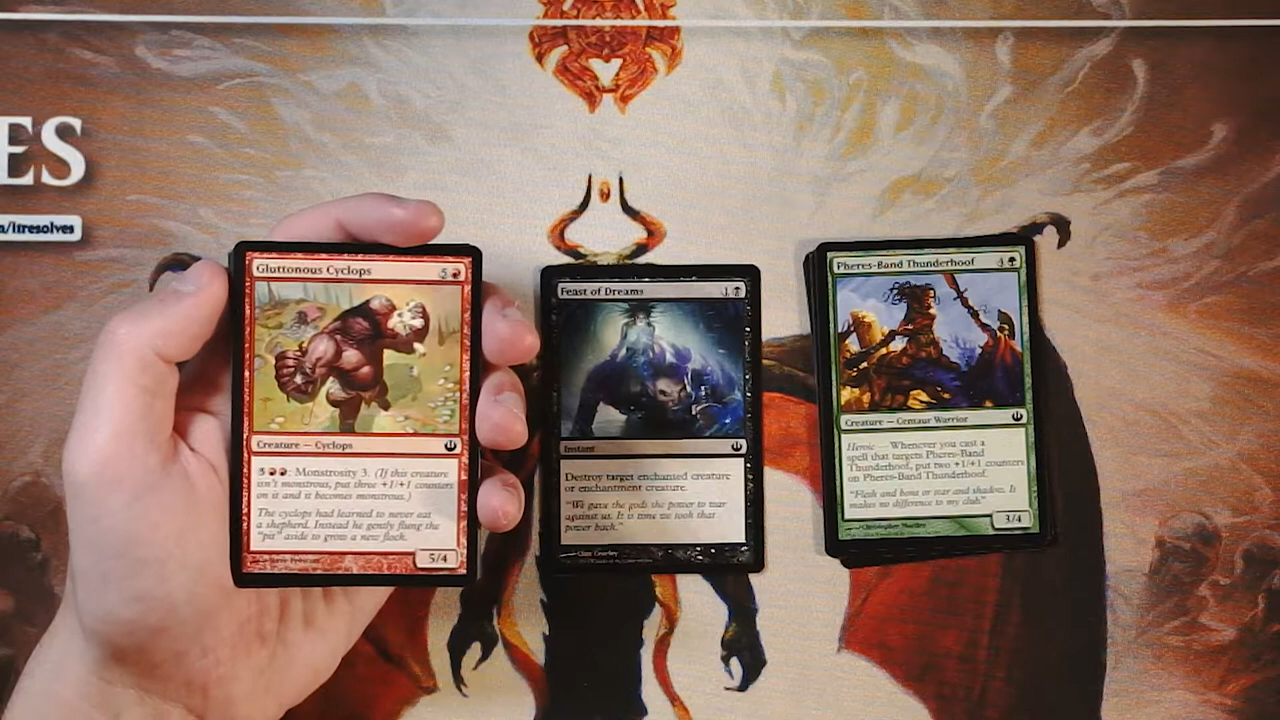 ES
n/itresolves
Gluttonous Cyclops
5
Creature — Cyclops
5: Monstrosity 3. (If this creature
isn't monstrous, put three +1/+1 counters
on it and it becomes monstrous.)
The cyclops had learned to never eat
a shepherd. Instead he gently flung the
"pit" aside to grow a new flock.
5/4
Feast of Dreams
1
Instant
Destroy target enchanted creature
or enchantment creature.
"We gave the gods the power to tear
against us. It is time we took that
power back."
Pheres-Band Thunderhoof
4
Creature — Centaur Warrior
Heroic — Whenever you cast a
spell that targets Pheres-Band
Thunderhoof, put two +1/+1 counters
on Pheres-Band Thunderhoof.
"Flesh and bone or star and shadow. It
makes no difference to my club."
3/4